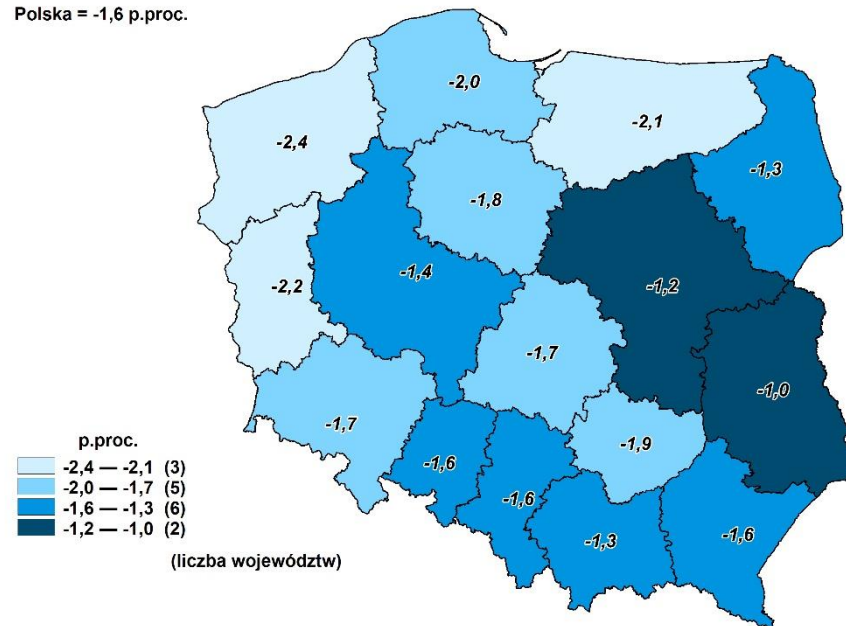 Polska = -1,6 p.proc.
-2,0
-2,4
-2,1
-1,3
-1,8
-1,4
-2,2
-1,2
-1,7
-1,0
-1,7
-1,9
-1,6
-1,6
-1,3
-1,6
p.proc.
-2,4 — -2,1 (3)
-2,0 — -1,7 (5)
-1,6 — -1,3 (6)
-1,2 — -1,0 (2)
(liczba województw)